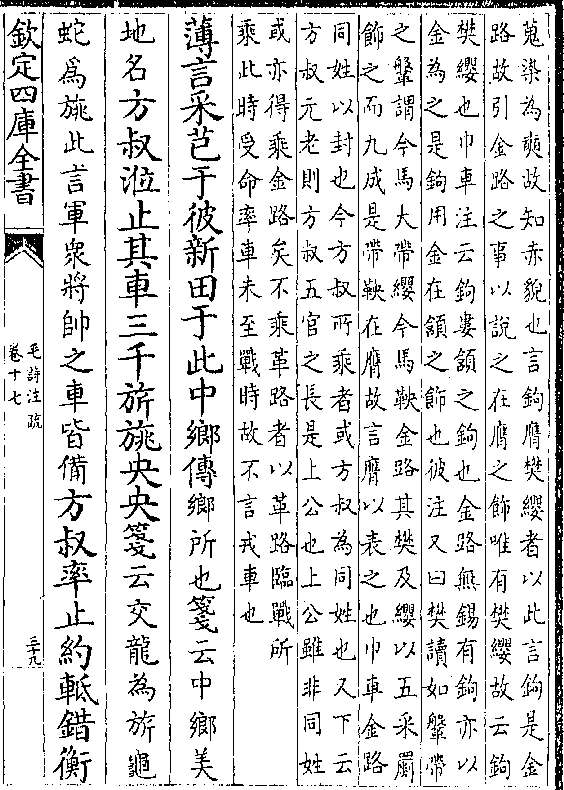 蒐染為奭故知赤貌也言鉤膺樊纓者以此言鉤是金
路故引金路之事以說之在膺之飾唯有樊纓故云鉤
樊纓也巾車注云鉤婁頷之鉤也金路無錫有鉤亦以
金為之是鉤用金在頷之飾也彼注又曰樊讀如鞶帶
之鞶謂今馬大帶纓今馬鞅金路其樊及纓以五采罽
飾之而九成是帶鞅在膺故言膺以表之也巾車金路
同姓以封也今方叔所乘者或方叔為同姓也又下云
方叔元老則方叔五官之長是上公也上公雖非同姓
或亦得乘金路矣不乘革路者以革路臨戰所
乘此時受命率車未至戰時故不言戎車也
薄言采芑于彼新田于此中鄉傳鄉所也箋云中鄉美
地名方叔涖止其車三千旂旐央央箋云交龍為旂龜
蛇為旐此言軍衆將帥之車皆備方叔率止約軧錯衡
欽定四庫全書
毛詩注疏
卷十七
三十九